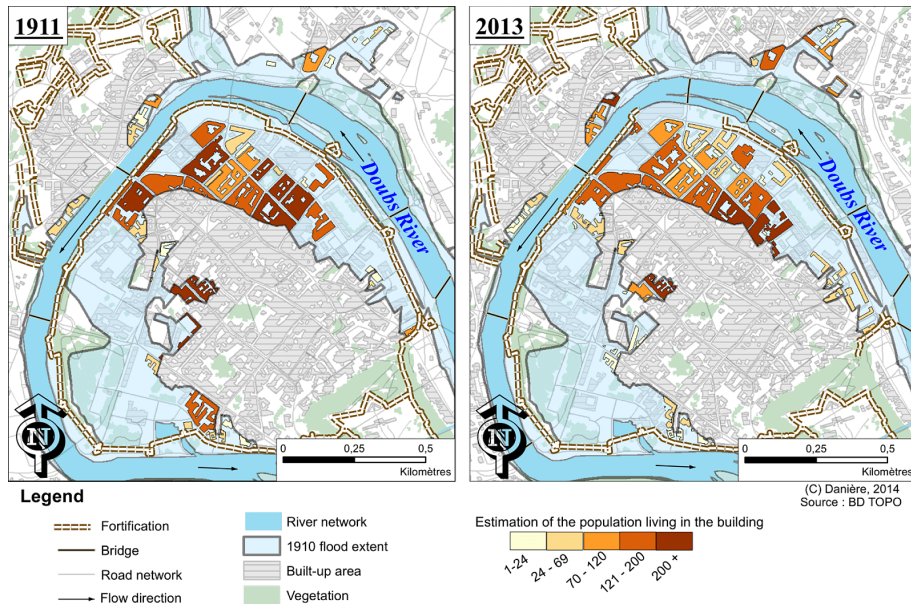 1911
Doubs River
N
0 0,25 0,5
Kilomètres
2013
Doubs River
N
0 0,25 0,5
Kilomètres
(C) Danière, 2014
Source : BD TOPO
Legend
Fortification
Bridge
Road network
Flow direction
River network
1910 flood extent
Built-up area
Vegetation
Estimation of the population living in the building
1-24
24 - 69
70 - 120
121 - 200
200 +